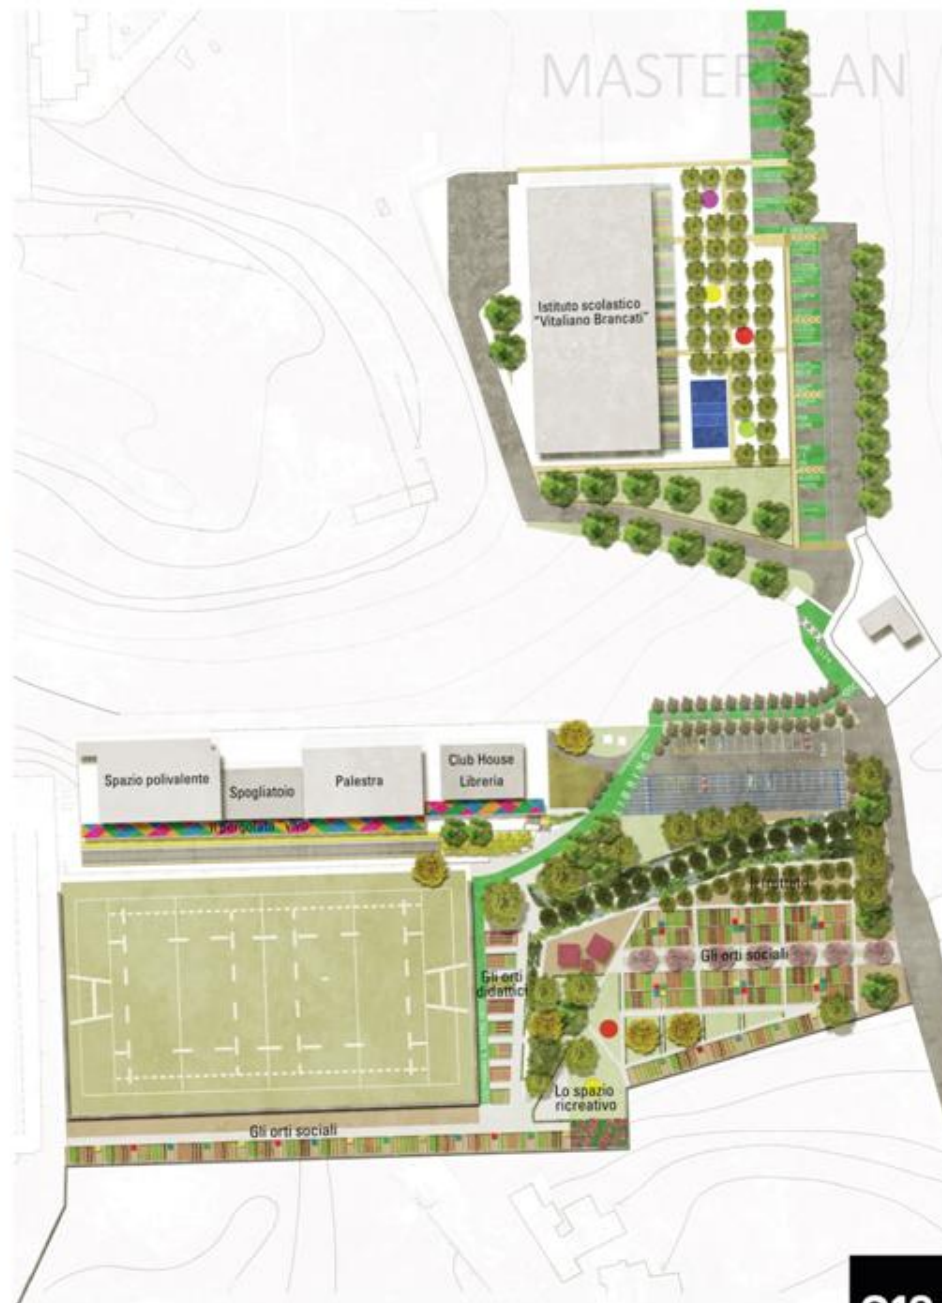 MASTERPLAN
Istituto scolastico
"Vitaliano Brancati"
Spazio polivalente
Spogliatoio
Palestra
Club House
Libreria
Gli orti sociali
Gli orti
didattici
Lo spazio
ricreativo
Gli orti sociali